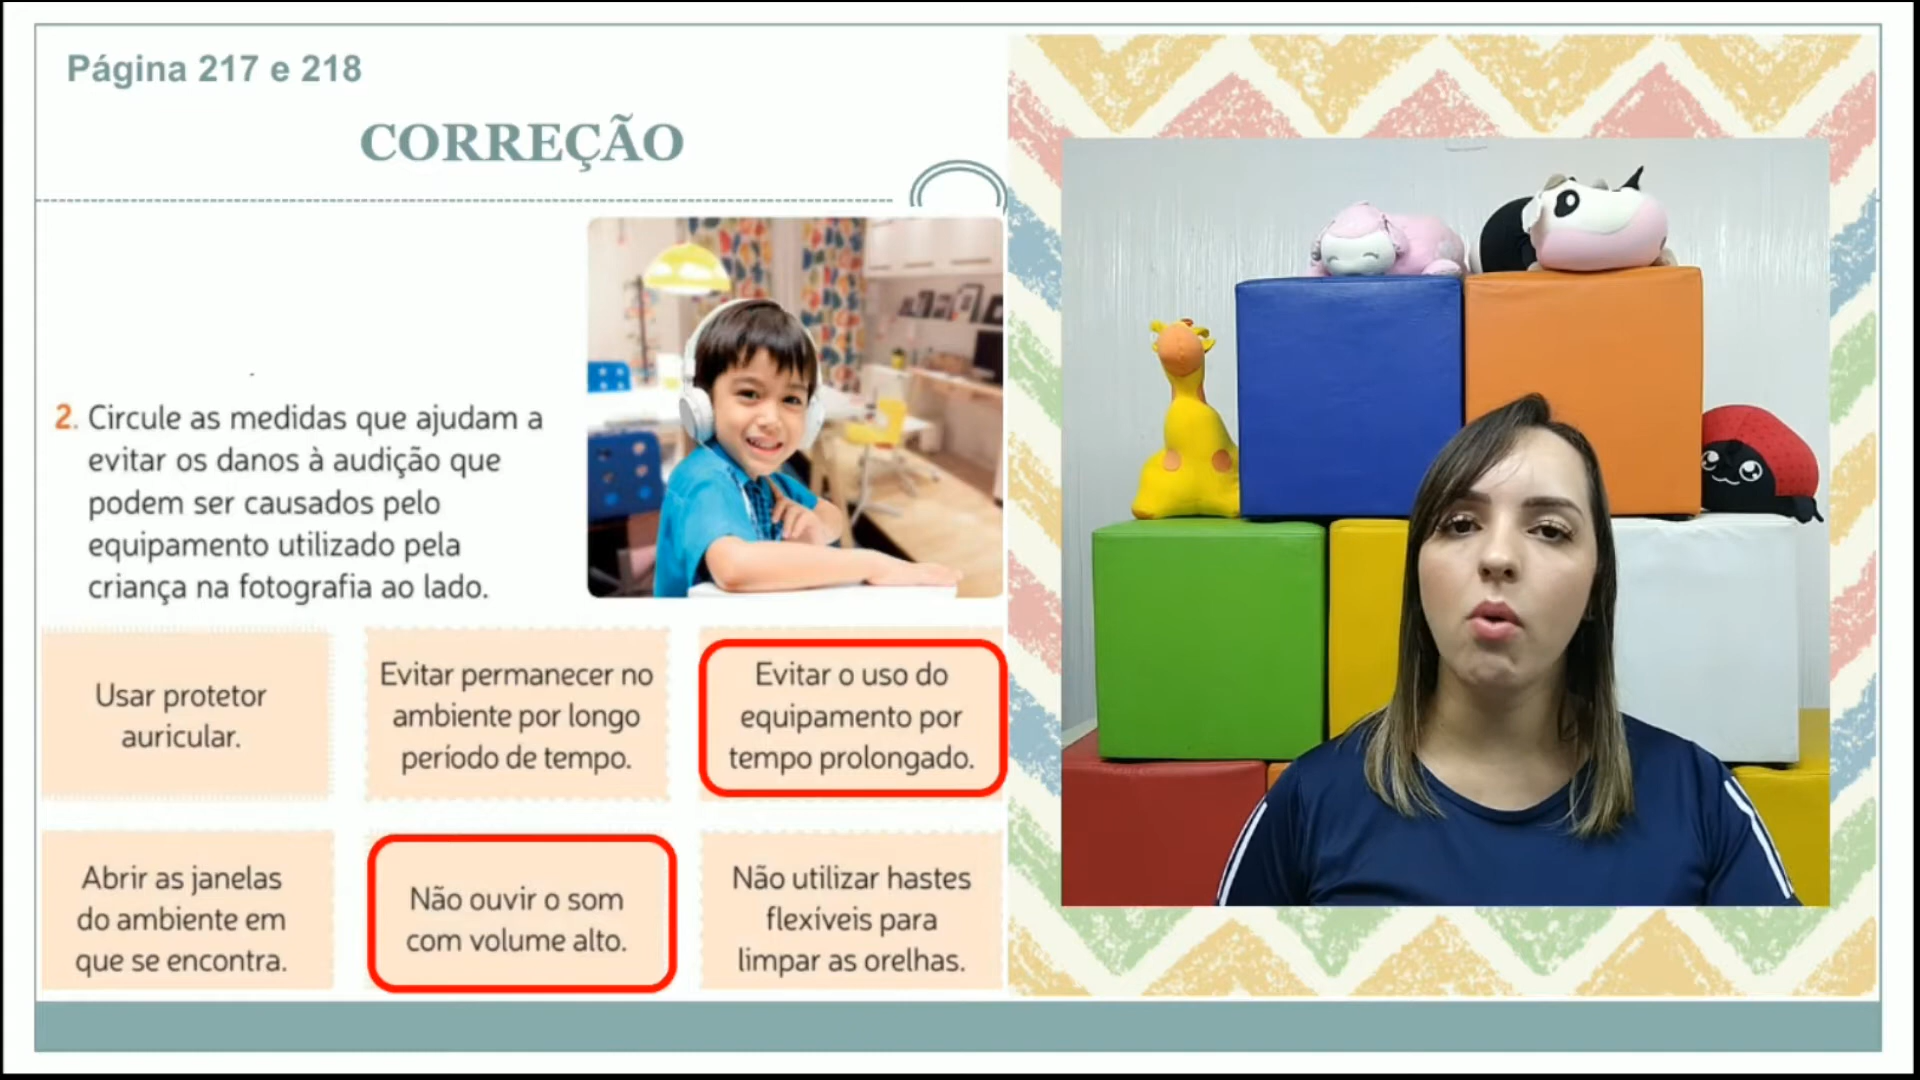 Página 217 e 218
CORREÇÃO
2. Circule as medidas que ajudam a
evitar os danos à audição que
podem ser causados pelo
equipamento utilizado pela
criança na fotografia ao lado.
Usar protetor
auricular.
Evitar permanecer no
ambiente por longo
período de tempo.
Evitar o uso do
equipamento por
tempo prolongado.
Abrir as janelas
do ambiente em
que se encontra.
Não ouvir o som
com volume alto.
Não utilizar hastes
flexíveis para
limpar as orelhas.